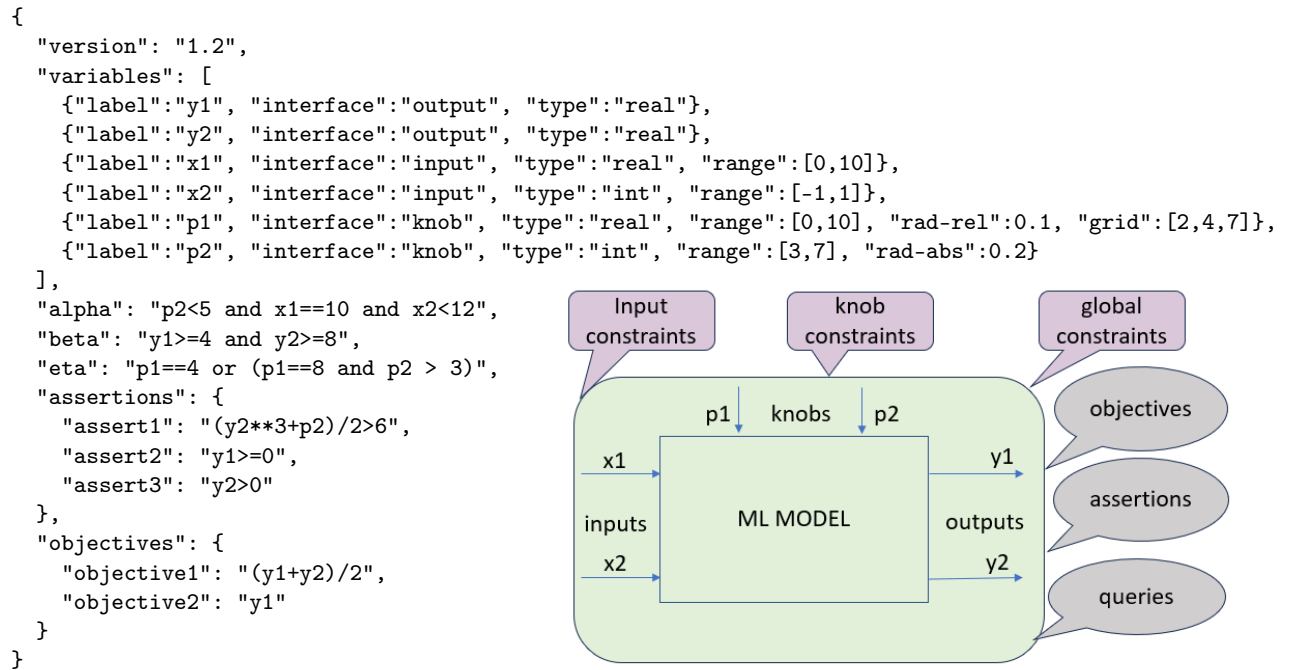 {
  "version": "1.2",
  "variables": [
    {"label":"y1", "interface":"output", "type":"real"},
    {"label":"y2", "interface":"output", "type":"real"},
    {"label":"x1", "interface":"input", "type":"real", "range":[0,10]},
    {"label":"x2", "interface":"input", "type":"int", "range":[-1,1]},
    {"label":"p1", "interface":"knob", "type":"real", "range":[0,10], "rad-rel":0.1, "grid":[2,4,7]},
    {"label":"p2", "interface":"knob", "type":"int", "range":[3,7], "rad-abs":0.2}
  ],
  "alpha": "p2<5 and x1==10 and x2<12",
  "beta": "y1>=4 and y2>=8",
  "eta": "p1==4 or (p1==8 and p2 > 3)",
  "assertions": {
    "assert1": "(y2**3+p2)/2>6",
    "assert2": "y1>=0",
    "assert3": "y2>0"
  },
  "objectives": {
    "objective1": "(y1+y2)/2",
    "objective2": "y1"
  }
}
Input
constraints
knob
constraints
global
constraints
p1 knobs p2
objectives
x1
y1
assertions
inputs
ML MODEL
outputs
x2
y2
queries